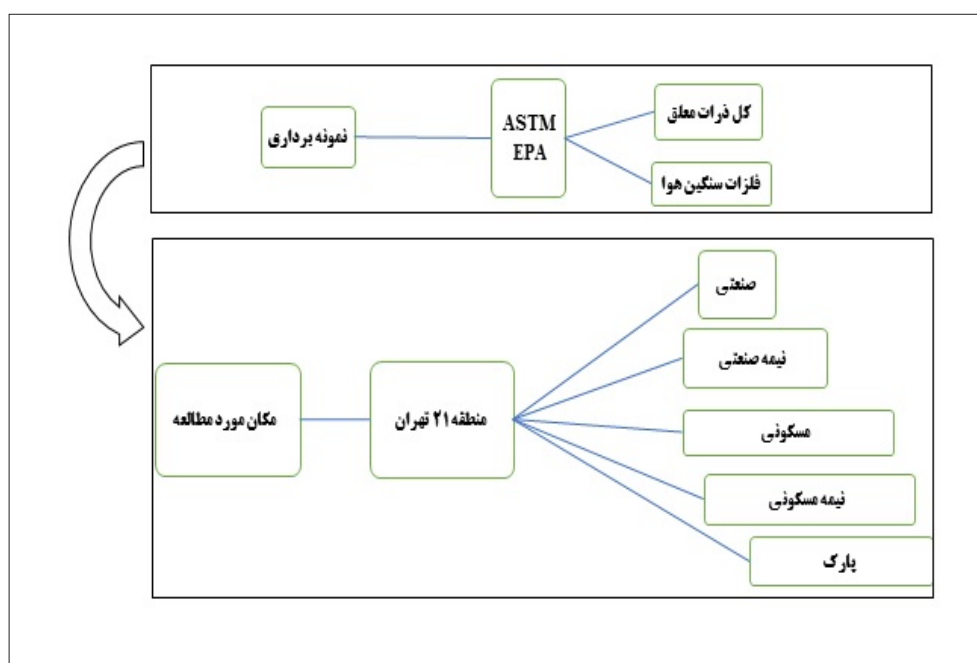 نمونه برداری
ASTM
EPA
کل ذرات معلق
فلزات سنگین هوا
مکان مورد مطالعه
منطقه ۲۱ تهران
صنعتی
نیمه صنعتی
مسکونی
نیمه مسکونی
پارک